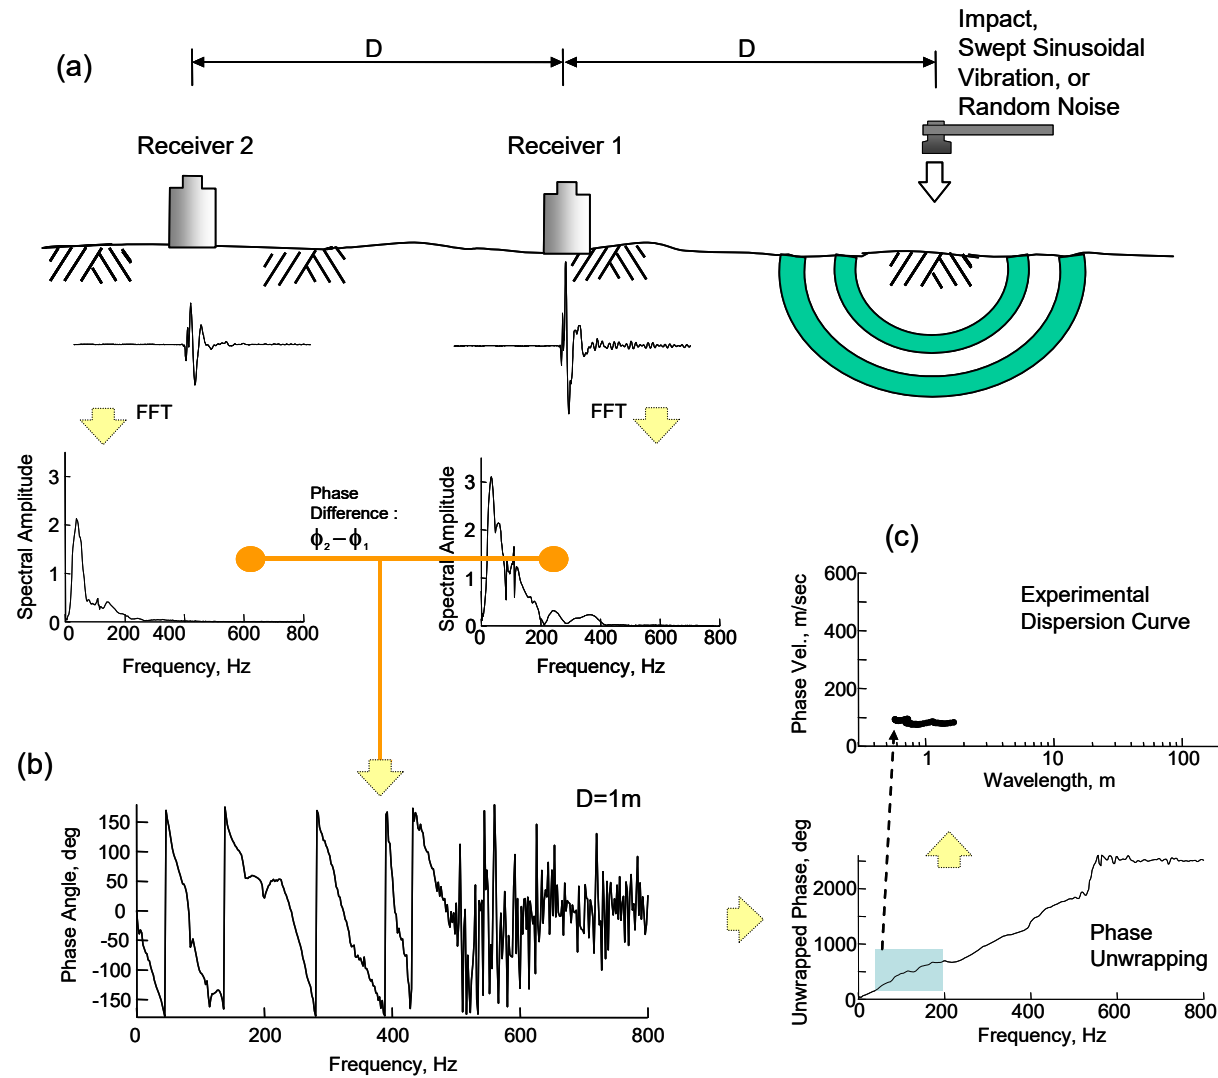 (a)
D
D
Impact,
Swept Sinusoidal
Vibration, or
Random Noise
Receiver 2
Receiver 1
FFT
FFT
Spectral Amplitude
3
2
1
0
0
200
400
600
800
Frequency, Hz
Phase
Difference :
ϕ₂−ϕ₁
Spectral Amplitude
3
2
1
0
0
200
400
600
800
Frequency, Hz
(c)
Phase Vel., m/sec
600
500
400
300
200
100
0
Experimental
Dispersion Curve
1
10
100
Wavelength, m
(b)
D=1m
Phase Angle, deg
150
100
50
0
-50
-100
-150
0
200
400
600
800
Frequency, Hz
Unwrapped Phase, deg
2000
1000
0
Phase
Unwrapping
0
200
400
600
800
Frequency, Hz